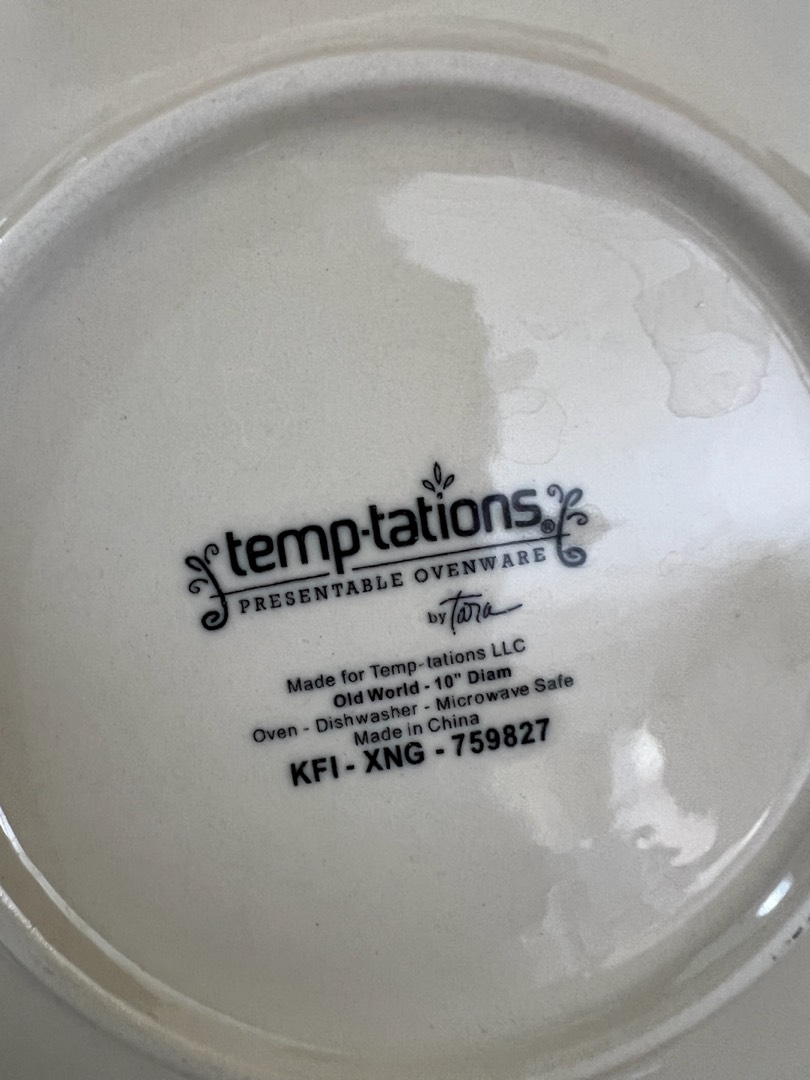 temp-tations®
PRESENTABLE OVENWARE
by Tara
Made for Temp-tations LLC
Old World - 10" Diam
Oven - Dishwasher - Microwave Safe
Made in China
KFI - XNG - 759827